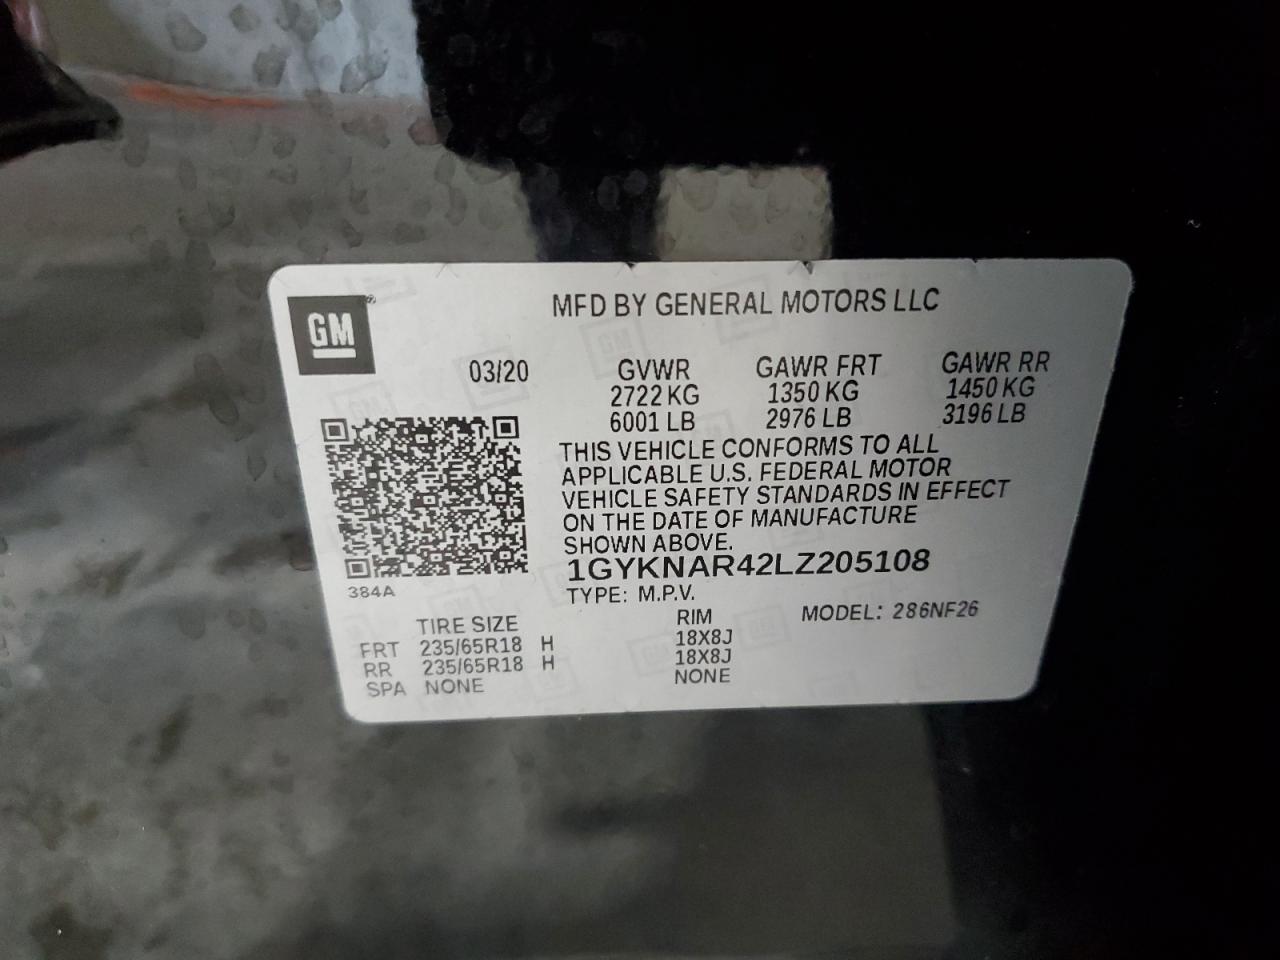 MFD BY GENERAL MOTORS LLC
GM®
03/20 GVWR GAWR FRT GAWR RR
2722 KG 1350 KG 1450 KG
6001 LB 2976 LB 3196 LB
THIS VEHICLE CONFORMS TO ALL
APPLICABLE U.S. FEDERAL MOTOR
VEHICLE SAFETY STANDARDS IN EFFECT
ON THE DATE OF MANUFACTURE
SHOWN ABOVE.
1GYKNAR42LZ205108
384A
TYPE: M.P.V. MODEL: 286NF26
TIRE SIZE RIM
FRT 235/65R18 H 18X8J
RR 235/65R18 H 18X8J
SPA NONE NONE